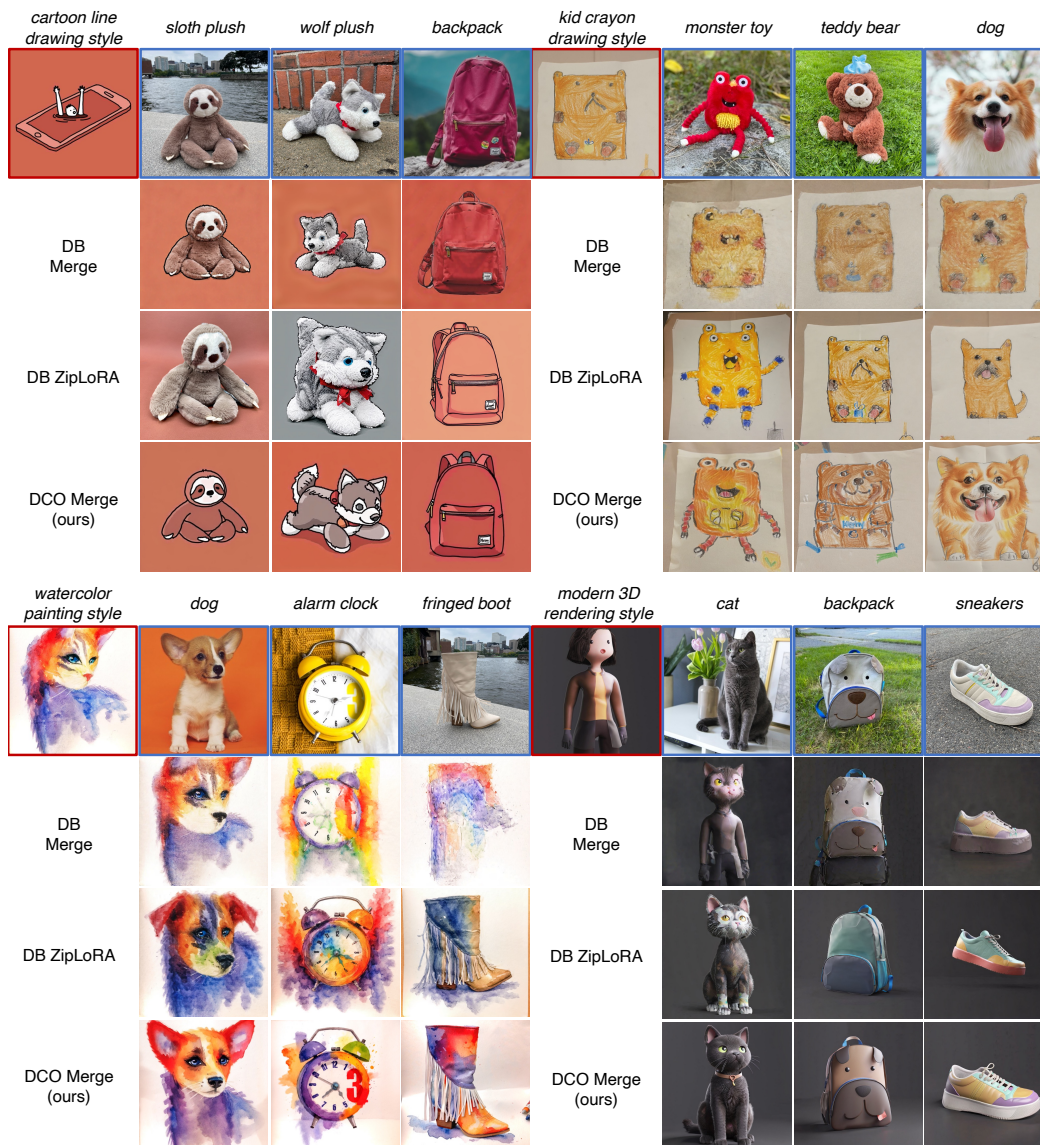 cartoon line
drawing style
sloth plush
wolf plush
backpack
kid crayon
drawing style
monster toy
teddy bear
dog
DB
Merge
DB
Merge
DB ZipLoRA
DB ZipLoRA
DCO Merge
(ours)
DCO Merge
(ours)
watercolor
painting style
dog
alarm clock
fringed boot
modern 3D
rendering style
cat
backpack
sneakers
DB
Merge
DB
Merge
DB ZipLoRA
DB ZipLoRA
DCO Merge
(ours)
3
DCO Merge
(ours)